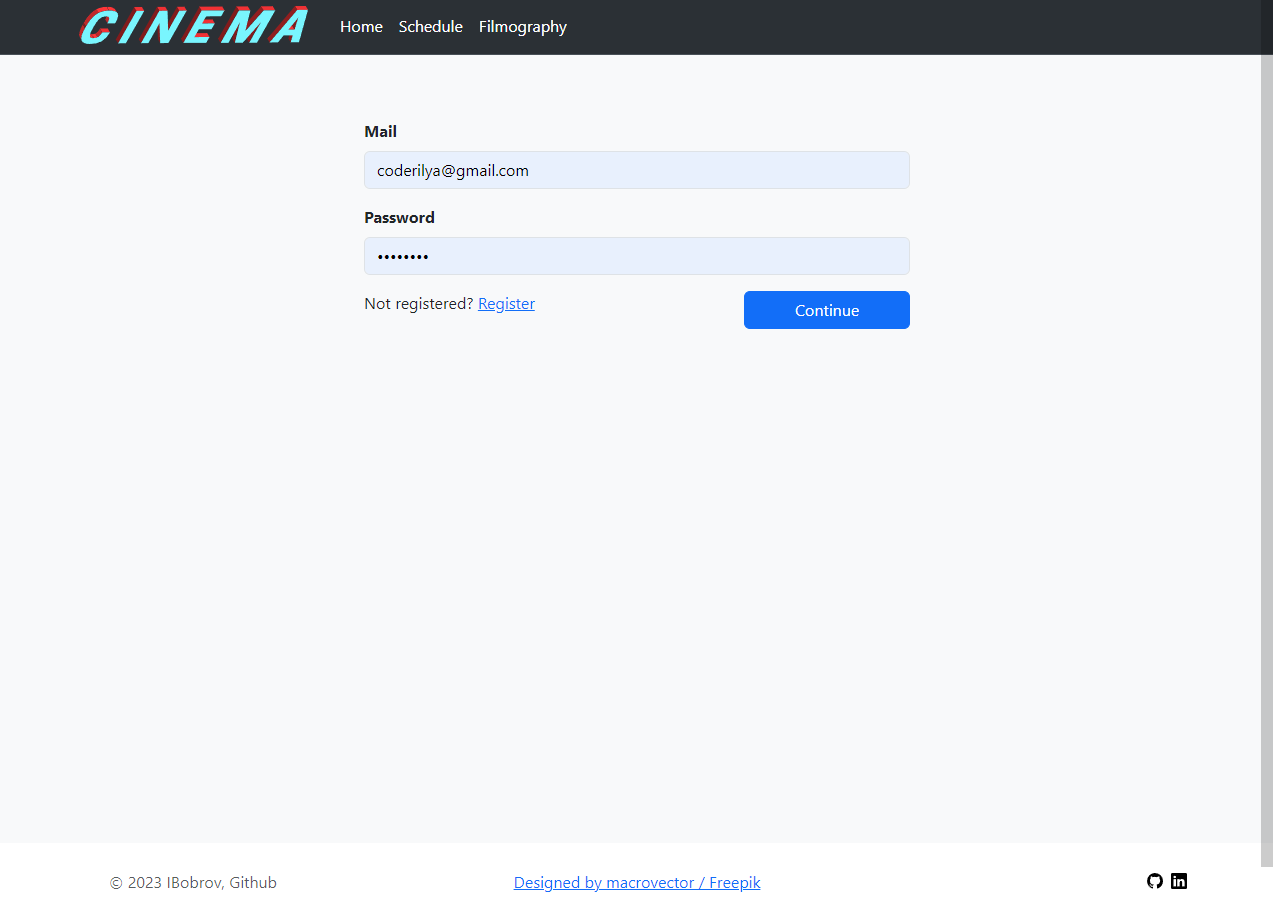 CINEMA Home Schedule Filmography
Mail
coderilya@gmail.com
Password
••••••••
Not registered? Register
Continue
© 2023 IBobrov, Github
Designed by macrovector / Freepik
in